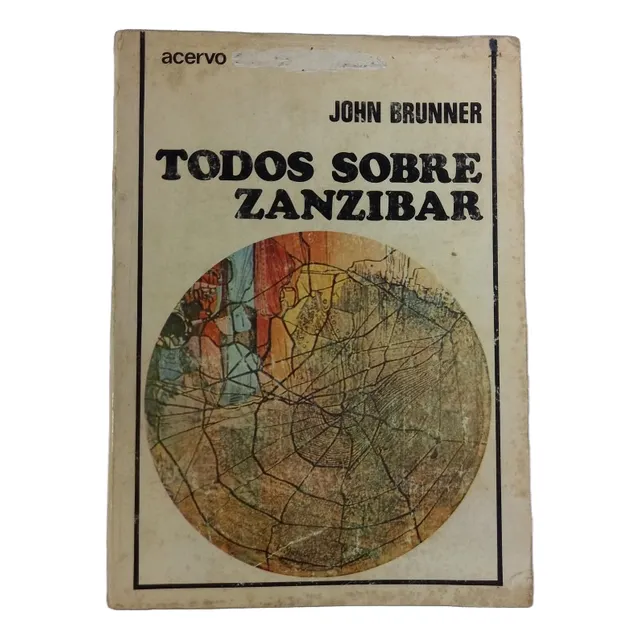 acervo
JOHN BRUNNER
TODOS SOBRE
ZANZIBAR